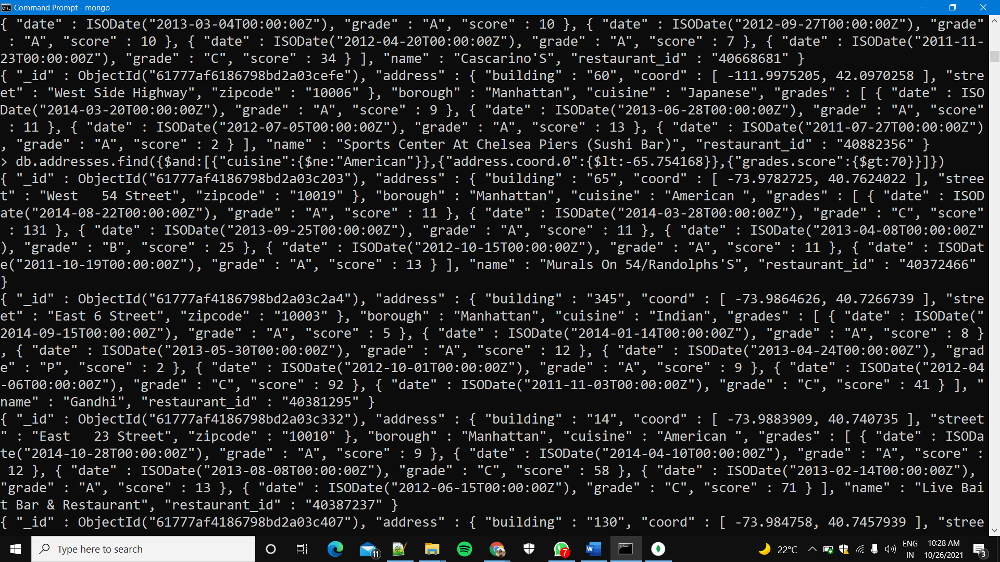 Command Prompt - mongo
{ "date" : ISODate("2013-03-04T00:00:00Z"), "grade" : "A", "score" : 10 }, { "date" : ISODate("2012-09-27T00:00:00Z"), "grade"
 : "A", "score" : 10 }, { "date" : ISODate("2012-04-20T00:00:00Z"), "grade" : "A", "score" : 7 }, { "date" : ISODate("2011-11-
23T00:00:00Z"), "grade" : "C", "score" : 34 } ], "name" : "Cascarino'S", "restaurant_id" : "40668681" }
{ "_id" : ObjectId("61777af6186798bd2a03cefe"), "address" : { "building" : "60", "coord" : [ -111.9975205, 42.0970258 ], "stre
et" : "West Side Highway", "zipcode" : "10006" }, "borough" : "Manhattan", "cuisine" : "Japanese", "grades" : [ { "date" : ISO
Date("2014-03-20T00:00:00Z"), "grade" : "A", "score" : 9 }, { "date" : ISODate("2013-06-28T00:00:00Z"), "grade" : "A", "score"
 : 11 }, { "date" : ISODate("2012-07-05T00:00:00Z"), "grade" : "A", "score" : 13 }, { "date" : ISODate("2011-07-27T00:00:00Z")
, "grade" : "A", "score" : 2 } ], "name" : "Sports Center At Chelsea Piers (Sushi Bar)", "restaurant_id" : "40882356" }
> db.addresses.find({$and:[{"cuisine":{$ne:"American"}},{"address.coord.0":{$lt:-65.754168}},{"grades.score":{$gt:70}}]})
{ "_id" : ObjectId("61777af4186798bd2a03c203"), "address" : { "building" : "65", "coord" : [ -73.9782725, 40.7624022 ], "stree
t" : "West   54 Street", "zipcode" : "10019" }, "borough" : "Manhattan", "cuisine" : "American ", "grades" : [ { "date" : ISOD
ate("2014-08-22T00:00:00Z"), "grade" : "A", "score" : 11 }, { "date" : ISODate("2014-03-28T00:00:00Z"), "grade" : "C", "score"
 : 131 }, { "date" : ISODate("2013-09-25T00:00:00Z"), "grade" : "A", "score" : 11 }, { "date" : ISODate("2013-04-08T00:00:00Z"
), "grade" : "B", "score" : 25 }, { "date" : ISODate("2012-10-15T00:00:00Z"), "grade" : "A", "score" : 11 }, { "date" : ISODat
e("2011-10-19T00:00:00Z"), "grade" : "A", "score" : 13 } ], "name" : "Murals On 54/Randolphs'S", "restaurant_id" : "40372466"
}
{ "_id" : ObjectId("61777af4186798bd2a03c2a4"), "address" : { "building" : "345", "coord" : [ -73.9864626, 40.7266739 ], "stre
et" : "East 6 Street", "zipcode" : "10003" }, "borough" : "Manhattan", "cuisine" : "Indian", "grades" : [ { "date" : ISODate("
2014-09-15T00:00:00Z"), "grade" : "A", "score" : 5 }, { "date" : ISODate("2014-01-14T00:00:00Z"), "grade" : "A", "score" : 8 }
, { "date" : ISODate("2013-05-30T00:00:00Z"), "grade" : "A", "score" : 12 }, { "date" : ISODate("2013-04-24T00:00:00Z"), "grad
e" : "P", "score" : 2 }, { "date" : ISODate("2012-10-01T00:00:00Z"), "grade" : "A", "score" : 9 }, { "date" : ISODate("2012-04
-06T00:00:00Z"), "grade" : "C", "score" : 92 }, { "date" : ISODate("2011-11-03T00:00:00Z"), "grade" : "C", "score" : 41 } ], "
name" : "Gandhi", "restaurant_id" : "40381295" }
{ "_id" : ObjectId("61777af4186798bd2a03c332"), "address" : { "building" : "14", "coord" : [ -73.9883909, 40.740735 ], "street
" : "East   23 Street", "zipcode" : "10010" }, "borough" : "Manhattan", "cuisine" : "American ", "grades" : [ { "date" : ISODa
te("2014-10-28T00:00:00Z"), "grade" : "A", "score" : 9 }, { "date" : ISODate("2014-04-10T00:00:00Z"), "grade" : "A", "score" :
 12 }, { "date" : ISODate("2013-08-08T00:00:00Z"), "grade" : "C", "score" : 58 }, { "date" : ISODate("2013-02-14T00:00:00Z"),
"grade" : "A", "score" : 13 }, { "date" : ISODate("2012-06-15T00:00:00Z"), "grade" : "C", "score" : 71 } ], "name" : "Live Bai
t Bar & Restaurant", "restaurant_id" : "40387237" }
{ "_id" : ObjectId("61777af4186798bd2a03c407"), "address" : { "building" : "130", "coord" : [ -73.984758, 40.7457939 ], "stree
Type here to search
11
7
22°C
ENG
IN
10:28 AM
10/26/2021
3